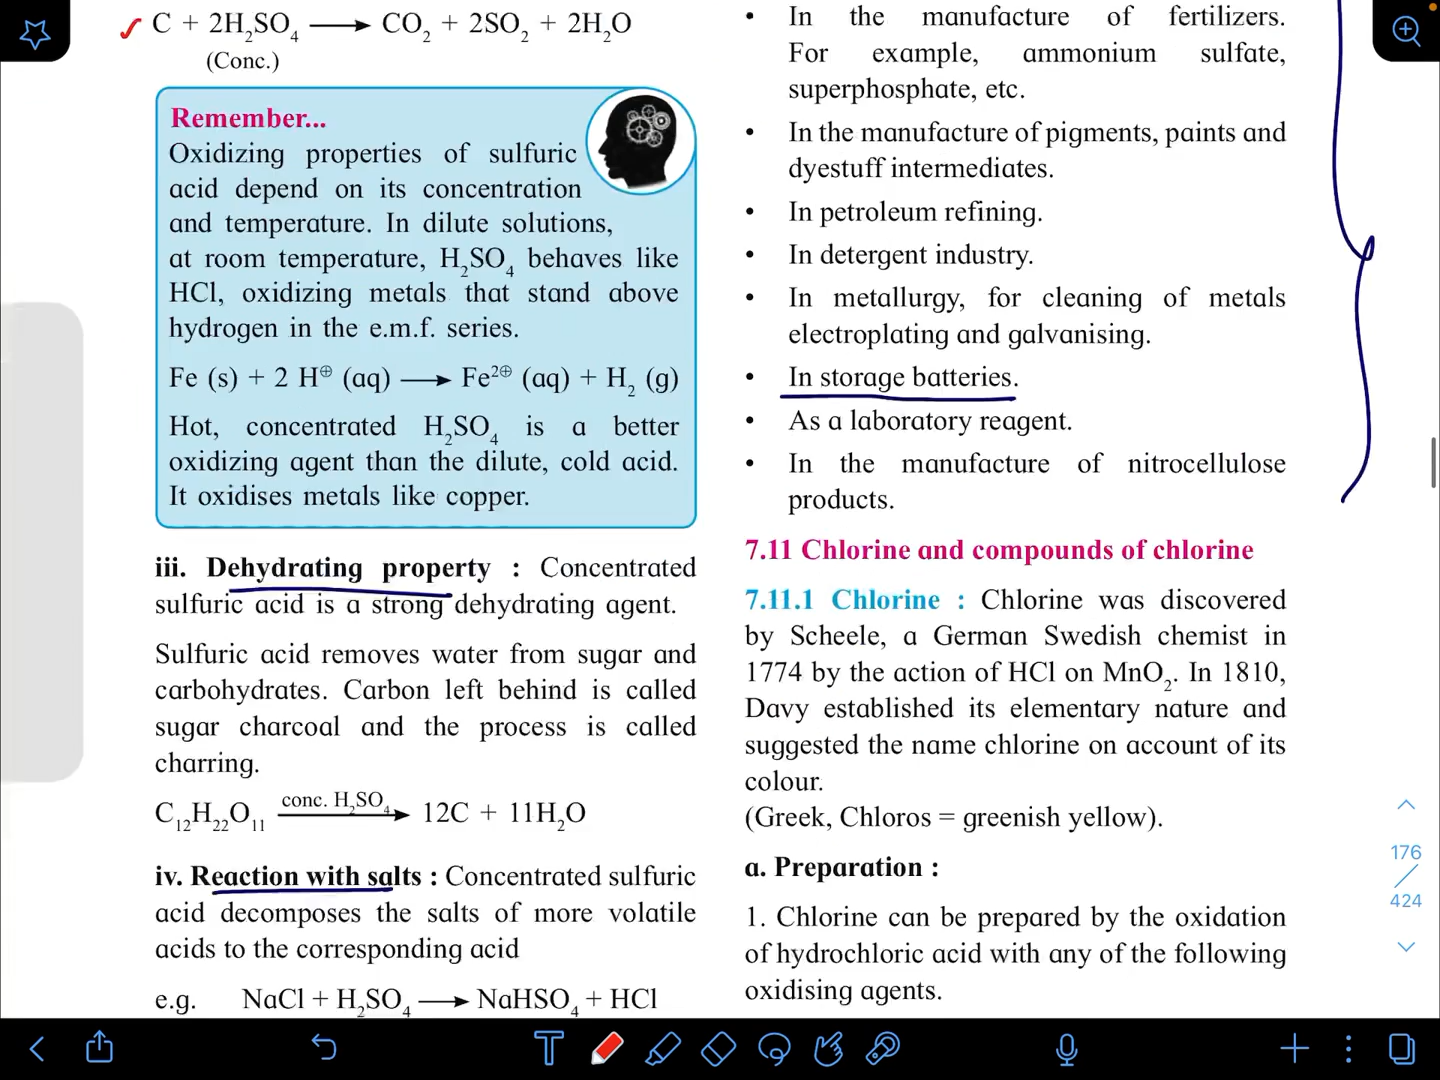 C + 2H₂SO₄ ⟶ CO₂ + 2SO₂ + 2H₂O
(Conc.)
Remember...
Oxidizing properties of sulfuric
acid depend on its concentration
and temperature. In dilute solutions,
at room temperature, H₂SO₄ behaves like
HCl, oxidizing metals that stand above
hydrogen in the e.m.f. series.
Fe (s) + 2 H⊕ (aq) ⟶ Fe²⊕ (aq) + H₂ (g)
Hot, concentrated H₂SO₄ is a better
oxidizing agent than the dilute, cold acid.
It oxidises metals like copper.
iii. Dehydrating property : Concentrated
sulfuric acid is a strong dehydrating agent.
Sulfuric acid removes water from sugar and
carbohydrates. Carbon left behind is called
sugar charcoal and the process is called
charring.
C₁₂H₂₂O₁₁ conc. H₂SO₄⟶ 12C + 11H₂O
iv. Reaction with salts : Concentrated sulfuric
acid decomposes the salts of more volatile
acids to the corresponding acid
e.g. NaCl + H₂SO₄ ⟶ NaHSO₄ + HCl
• In the manufacture of fertilizers.
For example, ammonium sulfate,
superphosphate, etc.
• In the manufacture of pigments, paints and
dyestuff intermediates.
• In petroleum refining.
• In detergent industry.
• In metallurgy, for cleaning of metals
electroplating and galvanising.
• In storage batteries.
• As a laboratory reagent.
• In the manufacture of nitrocellulose
products.
7.11 Chlorine and compounds of chlorine
7.11.1 Chlorine : Chlorine was discovered
by Scheele, a German Swedish chemist in
1774 by the action of HCl on MnO₂. In 1810,
Davy established its elementary nature and
suggested the name chlorine on account of its
colour.
(Greek, Chloros = greenish yellow).
a. Preparation :
1. Chlorine can be prepared by the oxidation
of hydrochloric acid with any of the following
oxidising agents.
176
424
T